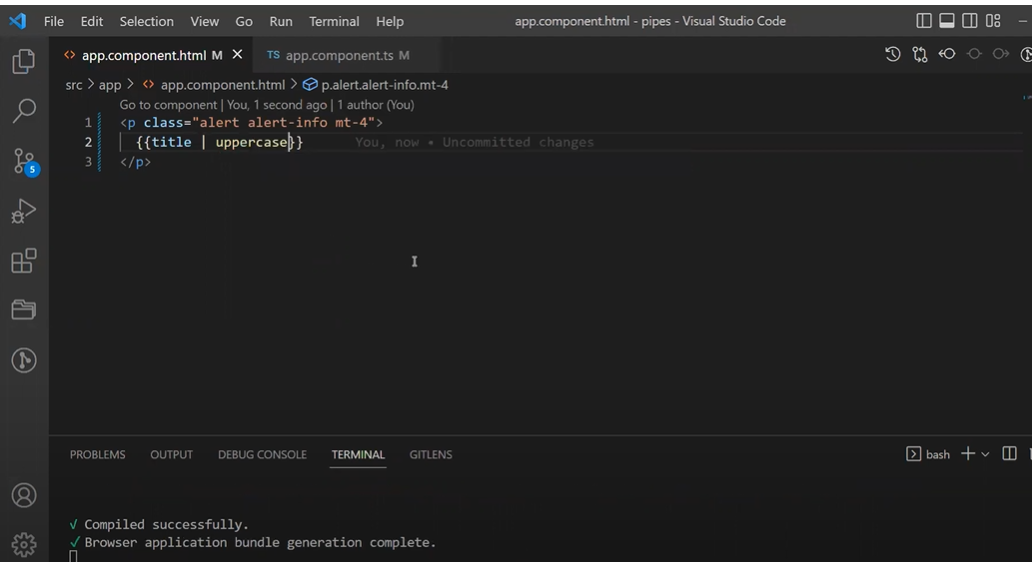 File Edit Selection View Go Run Terminal Help app.component.html - pipes - Visual Studio Code
<> app.component.html M × TS app.component.ts M
src > app > <> app.component.html > p.alert.alert-info.mt-4
Go to component | You, 1 second ago | 1 author (You)
1 <p class="alert alert-info mt-4">
2 {{title | uppercase}} You, now • Uncommitted changes
3 </p>
5
PROBLEMS OUTPUT DEBUG CONSOLE TERMINAL GITLENS bash
√ Compiled successfully.
√ Browser application bundle generation complete.